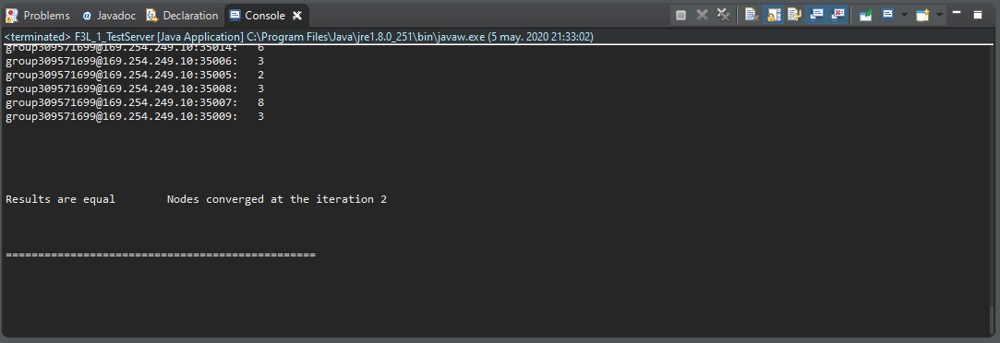 Problems Javadoc Declaration Console
<terminated> F3L_1_TestServer [Java Application] C:\Program Files\Java\jre1.8.0_251\bin\javaw.exe (5 may. 2020 21:33:02)
group309571699@169.254.249.10:35014: 6
group309571699@169.254.249.10:35006: 3
group309571699@169.254.249.10:35005: 2
group309571699@169.254.249.10:35008: 3
group309571699@169.254.249.10:35007: 8
group309571699@169.254.249.10:35009: 3
Results are equal Nodes converged at the iteration 2
================================================